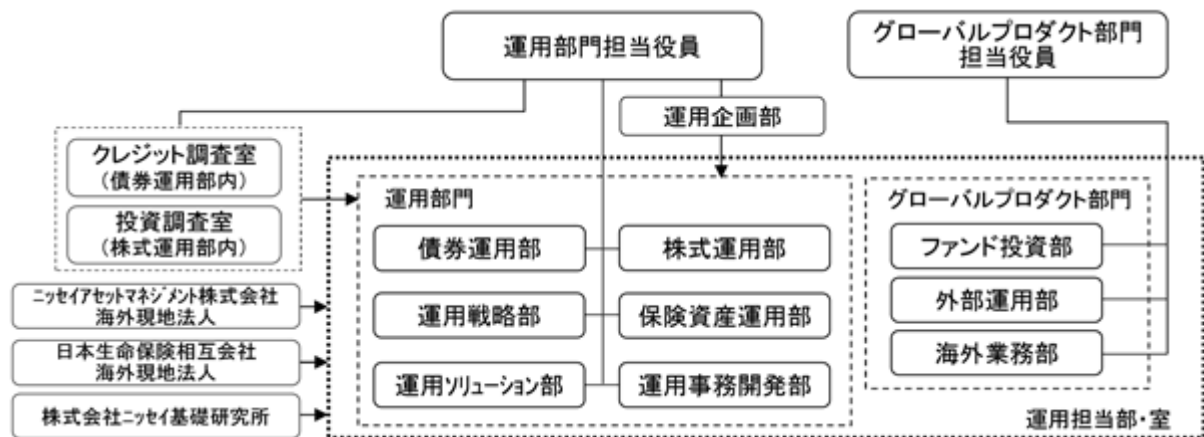 運用部門担当役員
グローバルプロダクト部門
担当役員
運用企画部
クレジット調査室
（債券運用部内）
投資調査室
（株式運用部内）
運用部門
債券運用部
株式運用部
運用戦略部
保険資産運用部
運用ｿﾘｭｰｼｮﾝ部
運用事務開発部
グローバルプロダクト部門
ファンド投資部
外部運用部
海外業務部
ﾆｯｾｲｱｾｯﾄﾏﾈｼﾞﾒﾝﾄ株式会社
海外現地法人
日本生命保険相互会社
海外現地法人
株式会社ニッセイ基礎研究所
運用担当部・室